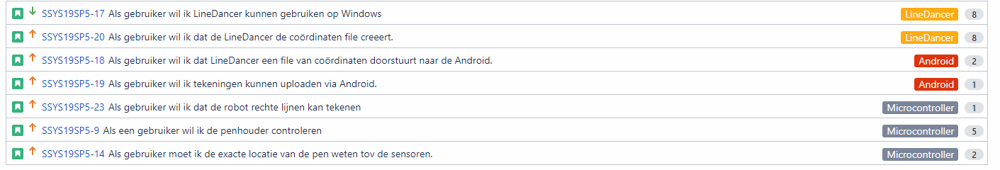 SSYS19SP5-17 Als gebruiker wil ik LineDancer kunnen gebruiken op Windows LineDancer 8
SSYS19SP5-20 Als gebruiker wil ik dat de LineDancer de coördinaten file creeert. LineDancer 8
SSYS19SP5-18 Als gebruiker wil ik dat LineDancer een file van coördinaten doorstuurt naar de Android. Android 2
SSYS19SP5-19 Als gebruiker wil ik tekeningen kunnen uploaden via Android. Android 1
SSYS19SP5-23 Als gebruiker wil ik dat de robot rechte lijnen kan tekenen Microcontroller 1
SSYS19SP5-9 Als een gebruiker wil ik de penhouder controleren Microcontroller 5
SSYS19SP5-14 Als gebruiker moet ik de exacte locatie van de pen weten tov de sensoren. Microcontroller 2